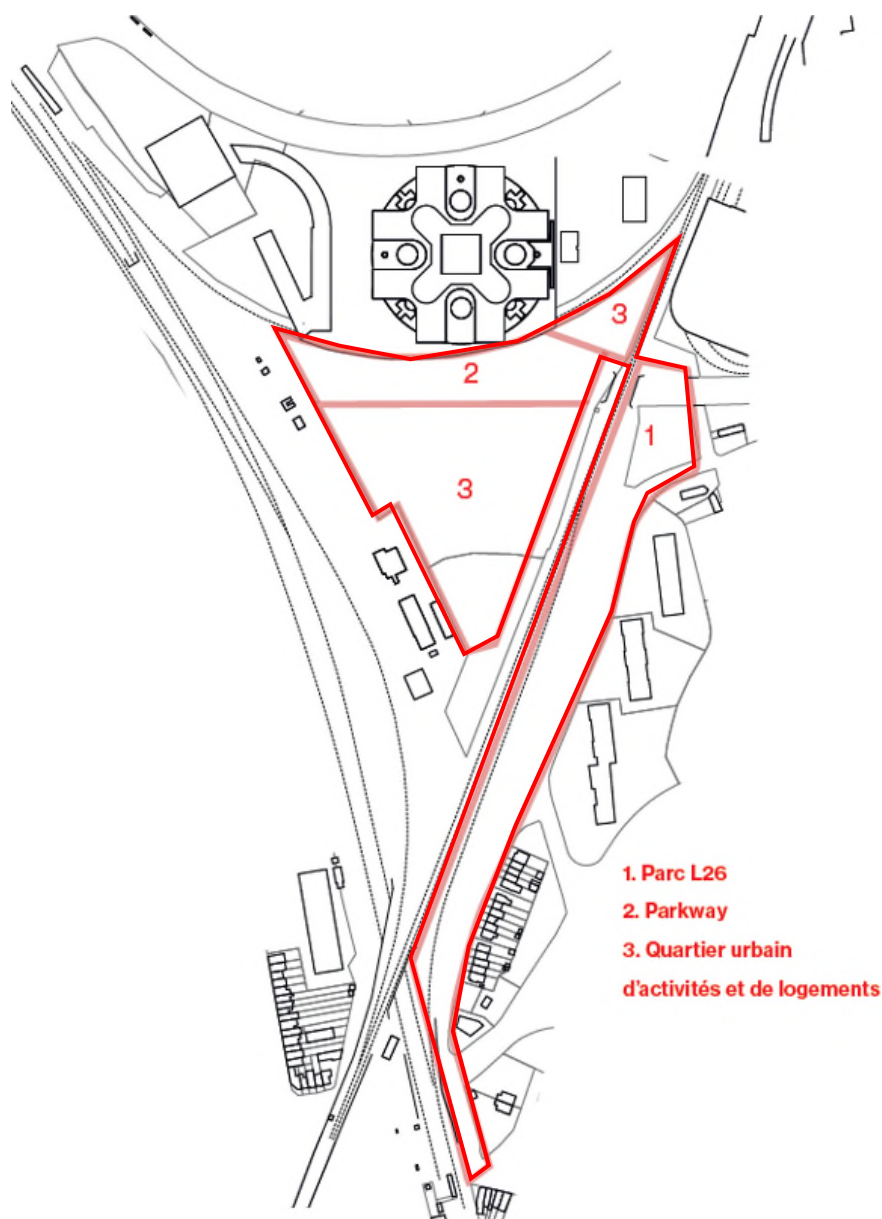 3
2
1
3
1. Parc L26
2. Parkway
3. Quartier urbain
d'activités et de logements